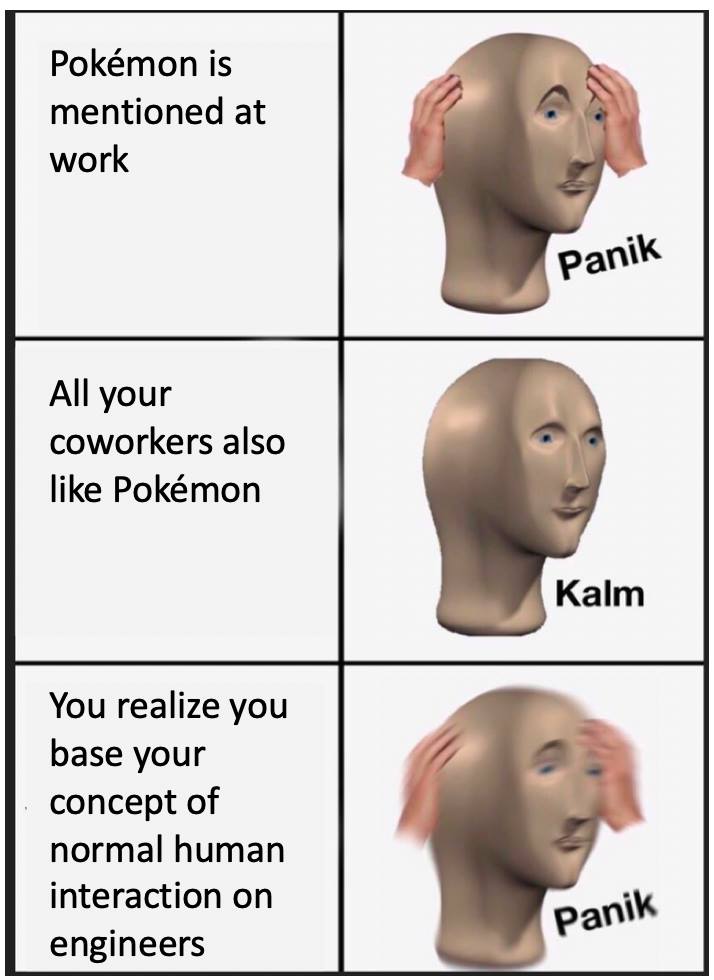 Pokémon is
mentioned at
work
Panik
All your
coworkers also
like Pokémon
Kalm
You realize you
base your
concept of
normal human
interaction on
engineers
Panik